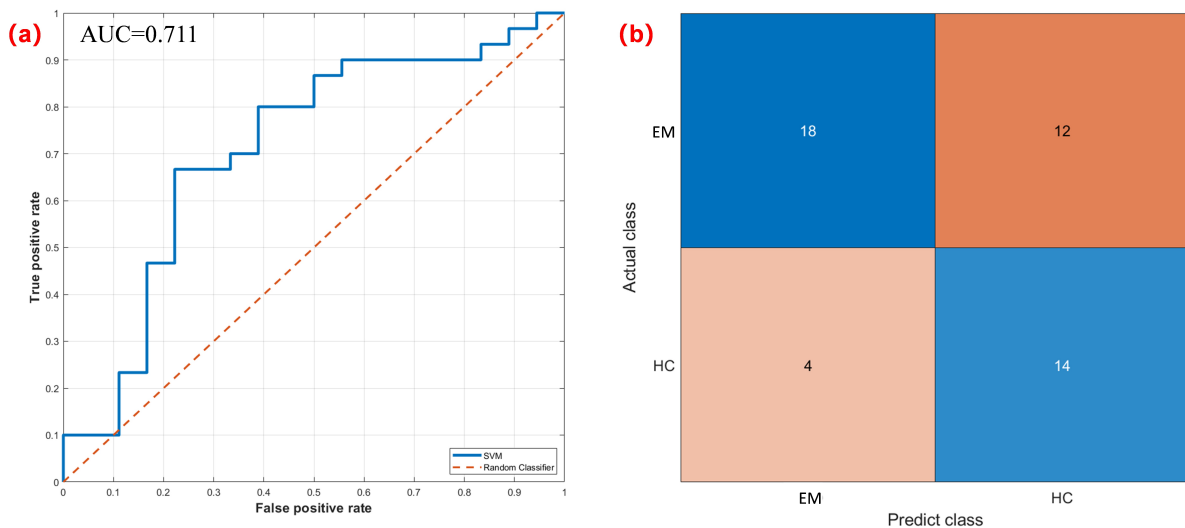 (a)
AUC=0.711
1
0.9
0.8
0.7
0.6
0.5
0.4
0.3
0.2
0.1
0
True positive rate
0 0.1 0.2 0.3 0.4 0.5 0.6 0.7 0.8 0.9 1
False positive rate
SVM
Random Classifier
(b)
EM 18 12
HC 4 14
Actual class
EM HC
Predict class